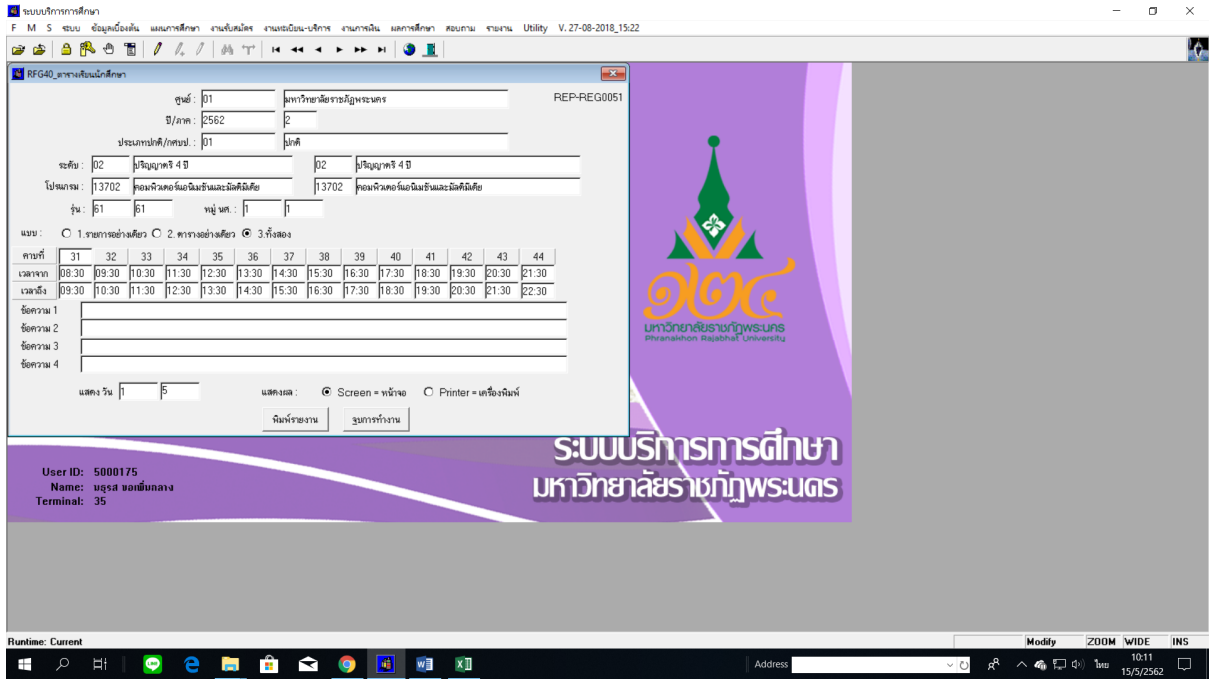 ระบบบริการการศึกษา
F M S ระบบ ข้อมูลเบื้องต้น แผนการศึกษา งานรับสมัคร งานทะเบียน-บริการ งานการเงิน ผลการศึกษา สอบถาม รายงาน Utility V. 27-08-2018_15:22
RFG40_ตารางเรียนนักศึกษา
ศูนย์ : 01 มหาวิทยาลัยราชภัฏพระนคร REP-REG0051
ปี/ภาค : 2562 2
ประเภทปกติ/กศบป. : 01 ปกติ
ระดับ : 02 ปริญญาตรี 4 ปี 02 ปริญญาตรี 4 ปี
โปรแกรม : 13702 คอมพิวเตอร์แอนิเมชันและมัลติมีเดีย 13702 คอมพิวเตอร์แอนิเมชันและมัลติมีเดีย
รุ่น : 61 61 หมู่ นศ. : 1 1
แบบ : 1.รายการอย่างเดียว 2. ตารางอย่างเดียว 3.ทั้งสอง
คาบที่ 31 32 33 34 35 36 37 38 39 40 41 42 43 44
เวลาจาก 08:30 09:30 10:30 11:30 12:30 13:30 14:30 15:30 16:30 17:30 18:30 19:30 20:30 21:30
เวลาถึง 09:30 10:30 11:30 12:30 13:30 14:30 15:30 16:30 17:30 18:30 19:30 20:30 21:30 22:30
ข้อความ 1
ข้อความ 2
ข้อความ 3
ข้อความ 4
แสดง วัน 1 5 แสดงผล : Screen = หน้าจอ Printer = เครื่องพิมพ์
พิมพ์รายงาน จบการทำงาน
๑๒๔
มหาวิทยาลัยราชภัฏพระนคร
Phranakhon Rajabhat University
ระบบบริการการศึกษา
มหาวิทยาลัยราชภัฏพระนคร
User ID: 5000175
Name: มธุรส
Terminal: 35
Runtime: Current Modify ZOOM WIDE INS
Address ไทย 10:11
15/5/2562